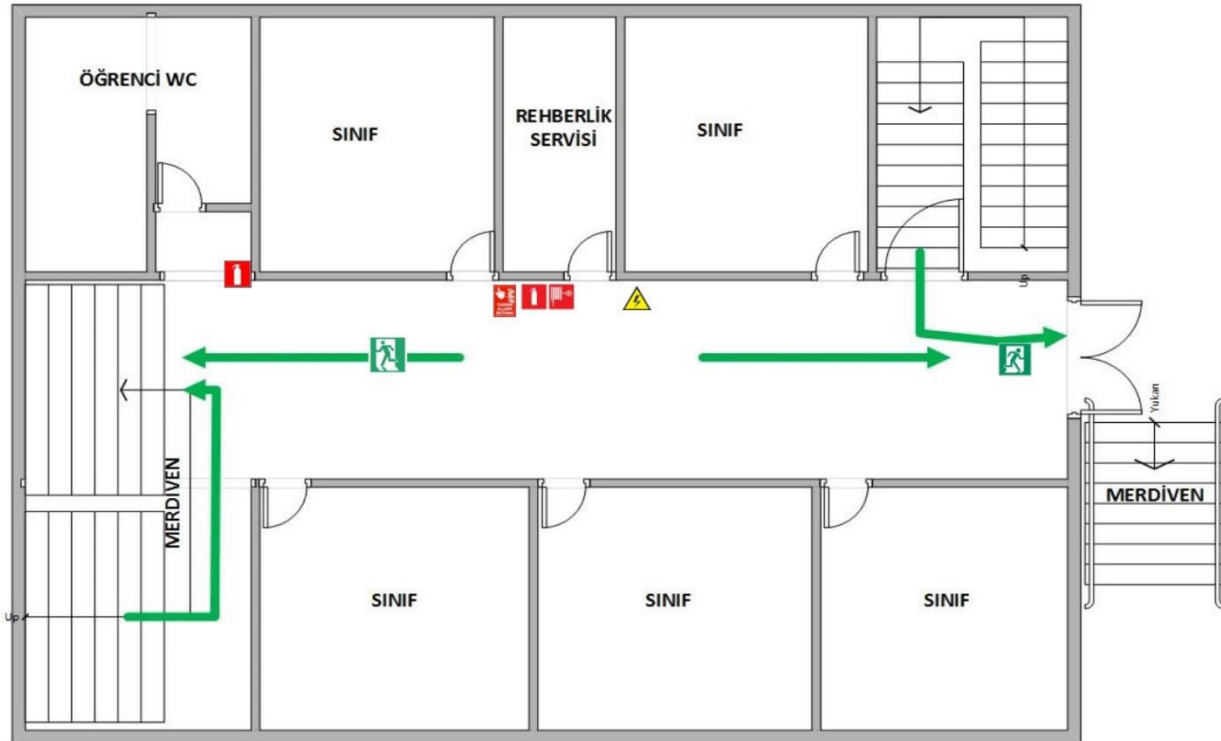 ÖĞRENCİ WC
SINIF
REHBERLİK
SERVİSİ
SINIF
Up
Yukarı
MERDİVEN
MERDİVEN
Up
SINIF
SINIF
SINIF